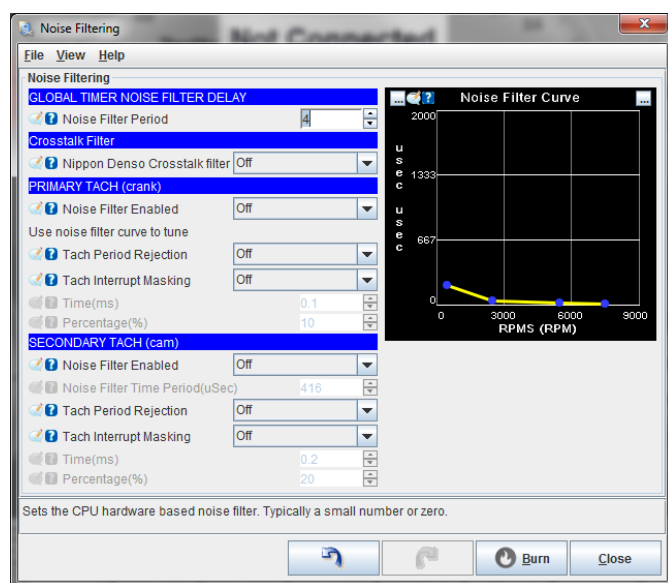 Noise Filtering
Not Connected
File View Help
Noise Filtering
GLOBAL TIMER NOISE FILTER DELAY
Noise Filter Period 4
Crosstalk Filter
Nippon Denso Crosstalk filter Off
PRIMARY TACH (crank)
Noise Filter Enabled Off
Use noise filter curve to tune
Tach Period Rejection Off
Tach Interrupt Masking Off
Time(ms) 0.1
Percentage(%) 10
SECONDARY TACH (cam)
Noise Filter Enabled Off
Noise Filter Time Period(uSec) 416
Tach Period Rejection Off
Tach Interrupt Masking Off
Time(ms) 0.2
Percentage(%) 20
... Noise Filter Curve ...
usec usec
2000
1333
667
0
0 3000 6000 9000
RPMS (RPM)
Sets the CPU hardware based noise filter. Typically a small number or zero.
Burn Close